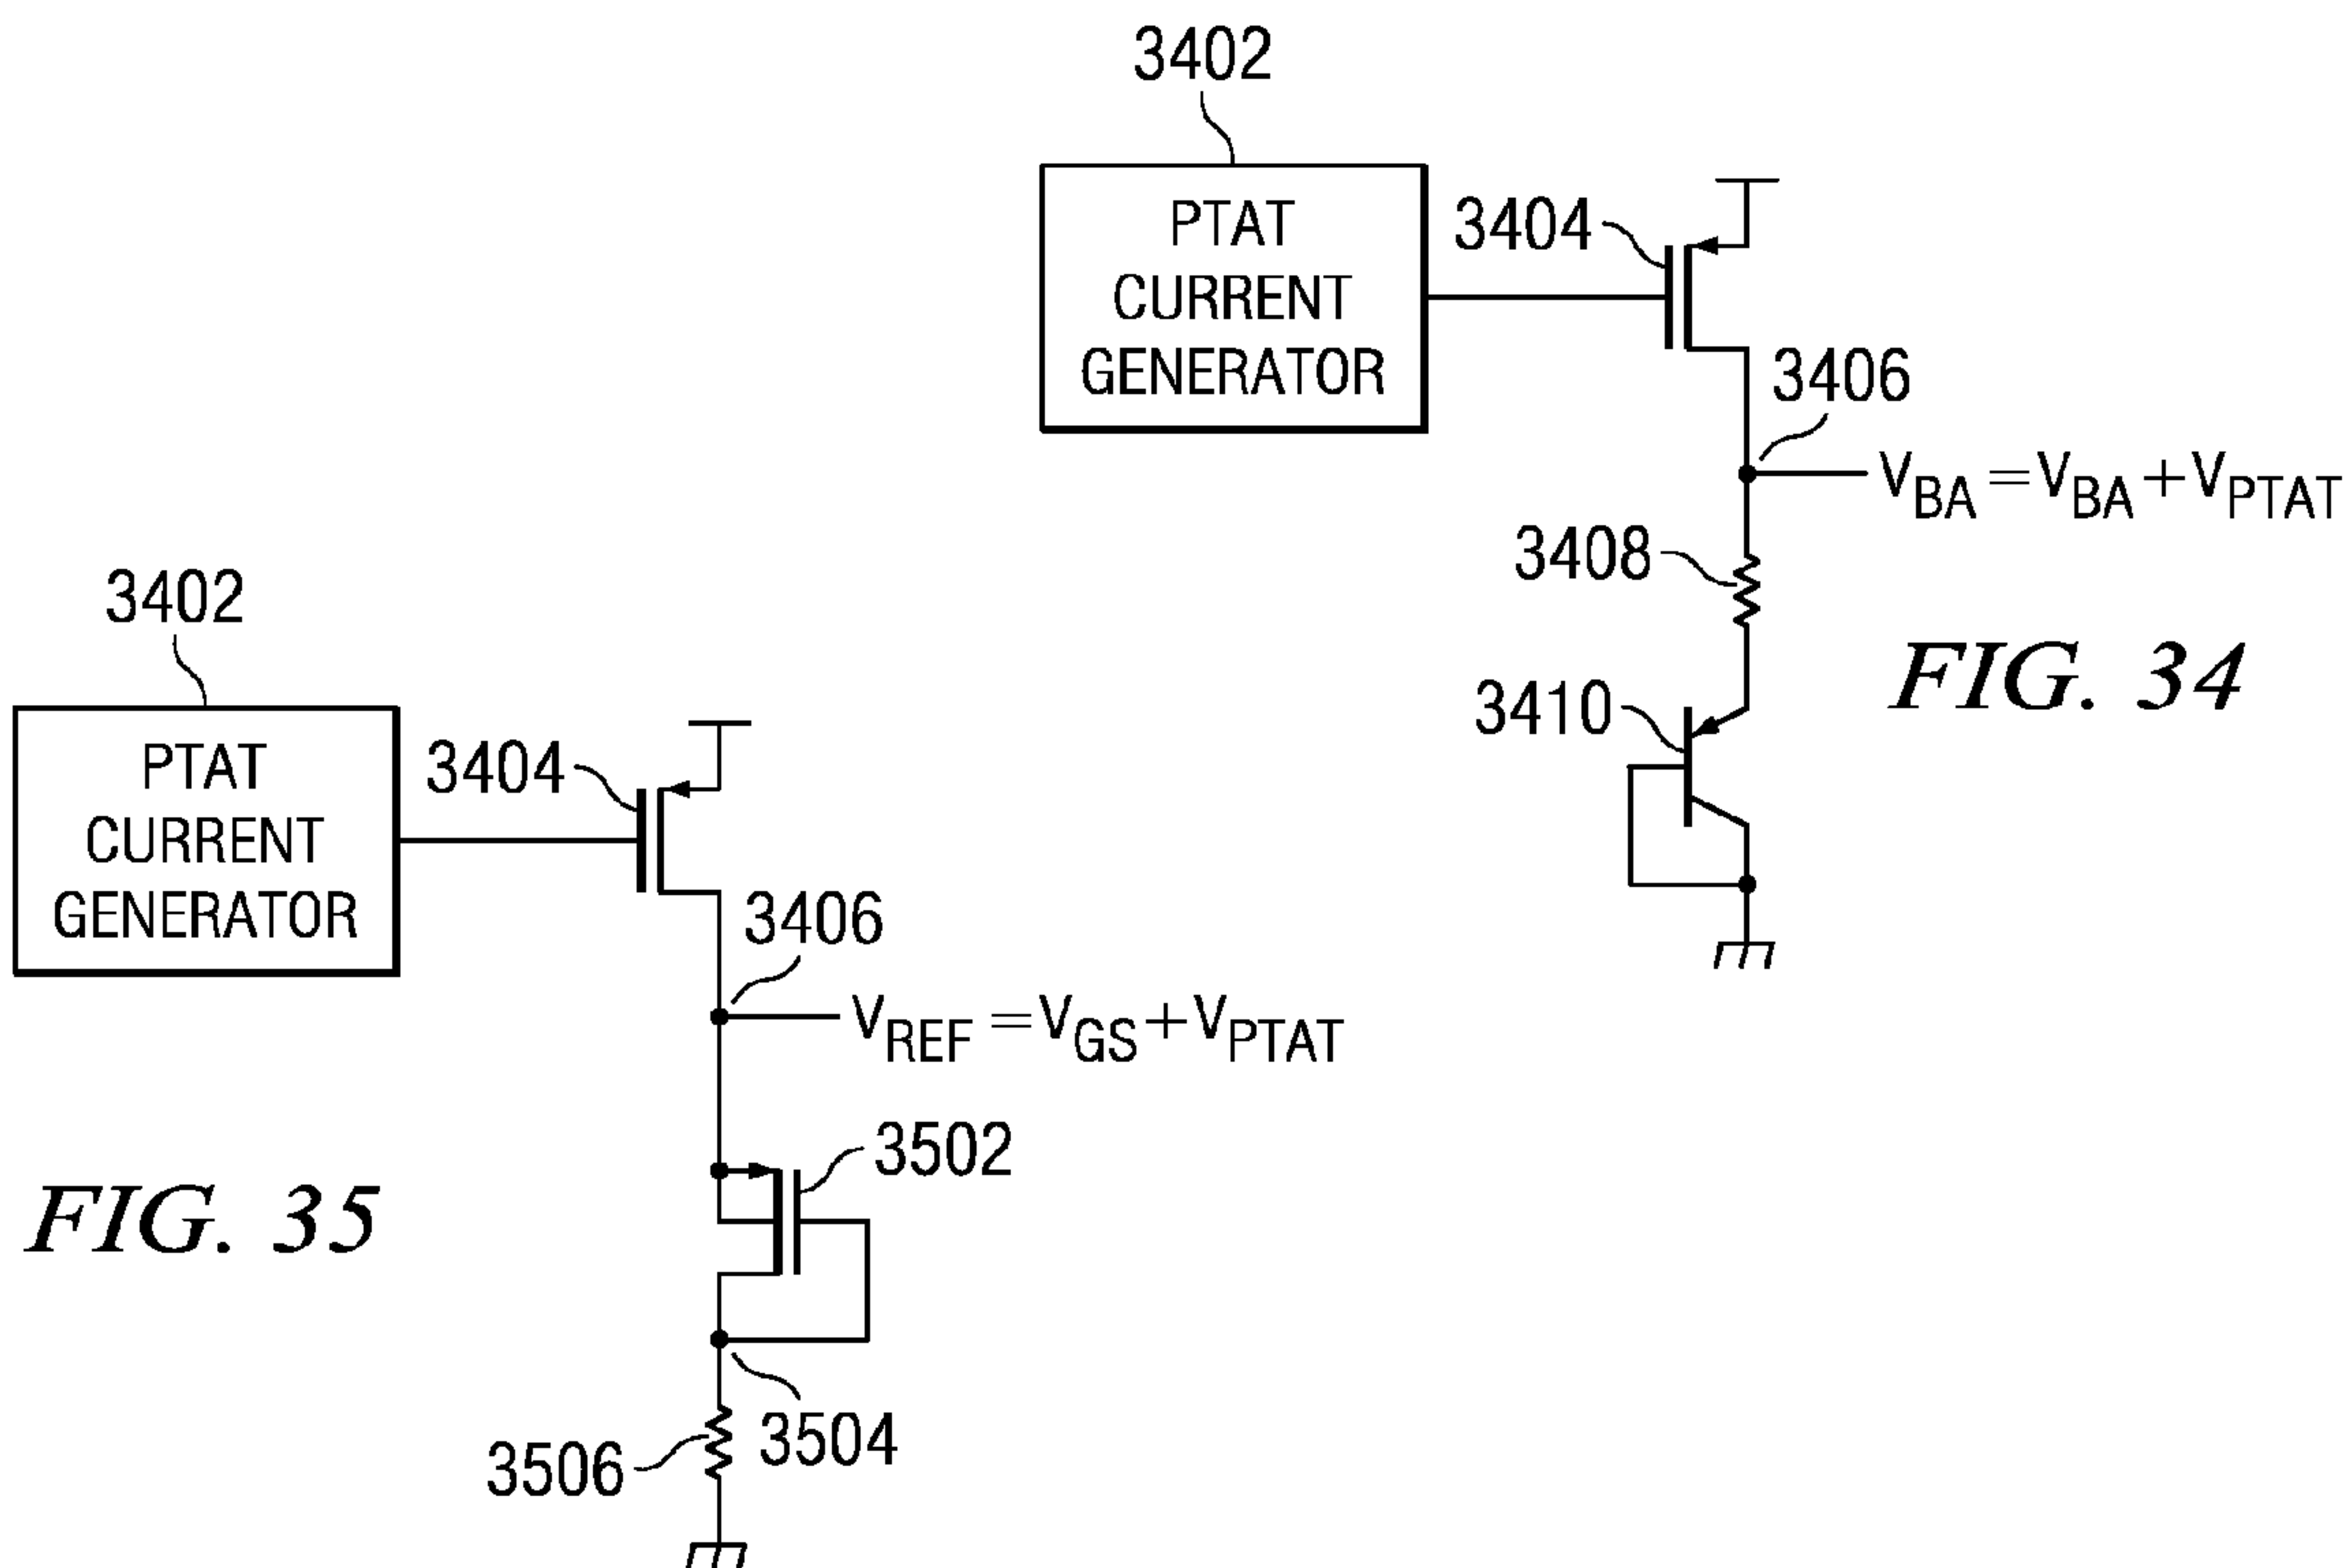 3402
PTAT
CURRENT
GENERATOR
3404
3406
V_BA = V_BA + V_PTAT
3408
3410
FIG. 34
3402
PTAT
CURRENT
GENERATOR
3404
3406
V_REF = V_GS + V_PTAT
3502
3504
3506
FIG. 35